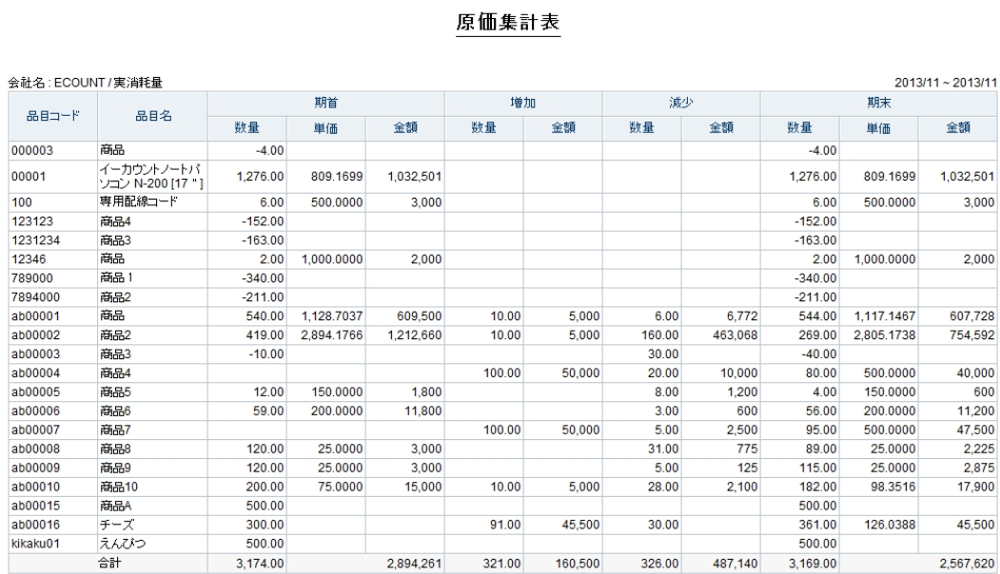 原価集計表
会社名 : ECOUNT / 実消耗量 2013/11 ~ 2013/11
品目コード 品目名 期首 増加 減少 期末
数量 単価 金額 数量 金額 数量 金額 数量 単価 金額
000003 商品 -4.00 -4.00
00001 イーカウントノートパ 1,276.00 809.1699 1,032,501 1,276.00 809.1699 1,032,501
ソコン N-200 [17 " ]
100 専用配線コード 6.00 500.0000 3,000 6.00 500.0000 3,000
123123 商品4 -152.00 -152.00
1231234 商品3 -163.00 -163.00
12346 商品 2.00 1,000.0000 2,000 2.00 1,000.0000 2,000
789000 商品 1 -340.00 -340.00
7894000 商品2 -211.00 -211.00
ab00001 商品 540.00 1,128.7037 609,500 10.00 5,000 6.00 6,772 544.00 1,117.1467 607,728
ab00002 商品2 419.00 2,894.1766 1,212,660 10.00 5,000 160.00 463,068 269.00 2,805.1738 754,592
ab00003 商品3 -10.00 30.00 -40.00
ab00004 商品4 100.00 50,000 20.00 10,000 80.00 500.0000 40,000
ab00005 商品5 12.00 150.0000 1,800 8.00 1,200 4.00 150.0000 600
ab00006 商品6 59.00 200.0000 11,800 3.00 600 56.00 200.0000 11,200
ab00007 商品7 100.00 50,000 5.00 2,500 95.00 500.0000 47,500
ab00008 商品8 120.00 25.0000 3,000 31.00 775 89.00 25.0000 2,225
ab00009 商品9 120.00 25.0000 3,000 5.00 125 115.00 25.0000 2,875
ab00010 商品10 200.00 75.0000 15,000 10.00 5,000 28.00 2,100 182.00 98.3516 17,900
ab00015 商品A 500.00 500.00
ab00016 チーズ 300.00 91.00 45,500 30.00 361.00 126.0388 45,500
kikaku01 えんぴつ 500.00 500.00
合計 3,174.00 2,894,261 321.00 160,500 326.00 487,140 3,169.00 2,567,620